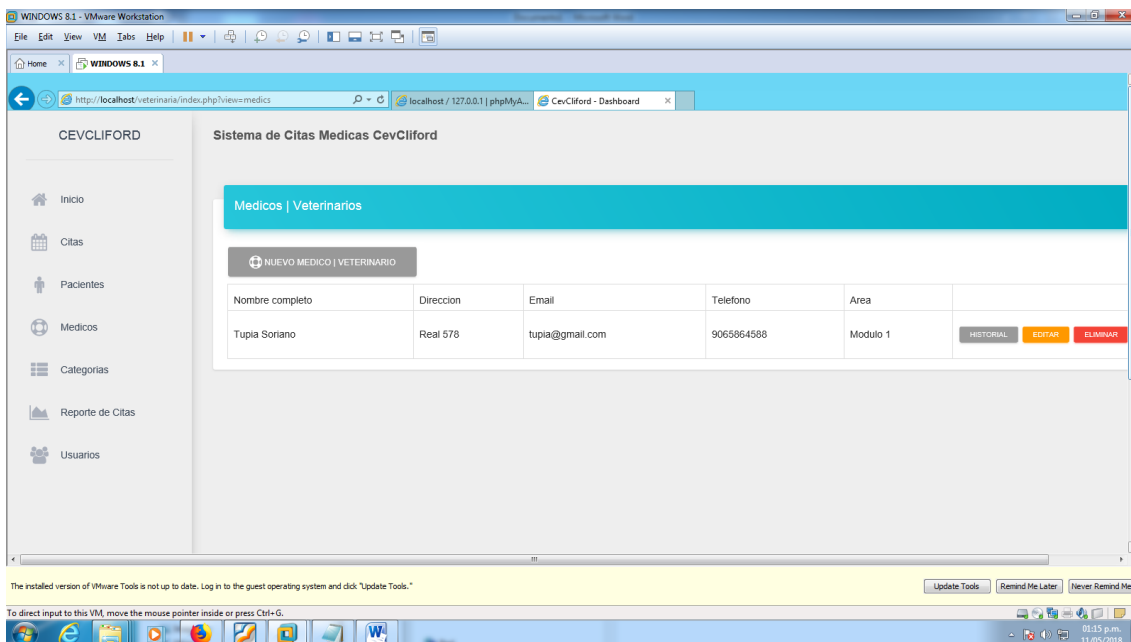 WINDOWS 8.1 - VMware Workstation
File Edit View VM Tabs Help
Home WINDOWS 8.1
http://localhost/veterinaria/index.php?view=medics localhost / 127.0.0.1 | phpMyA... CevCliford - Dashboard
CEVCLIFORD
Sistema de Citas Medicas CevCliford
Inicio
Citas
Pacientes
Medicos
Categorias
Reporte de Citas
Usuarios
Medicos | Veterinarios
NUEVO MEDICO | VETERINARIO
Nombre completo Direccion Email Telefono Area
Tupia Soriano Real 578 tupia@gmail.com 9065864588 Modulo 1 HISTORIAL EDITAR ELIMINAR
The installed version of VMware Tools is not up to date. Log in to the guest operating system and click "Update Tools." Update Tools Remind Me Later Never Remind Me
To direct input to this VM, move the mouse pointer inside or press Ctrl+G.
01:15 p.m.
11/05/2018